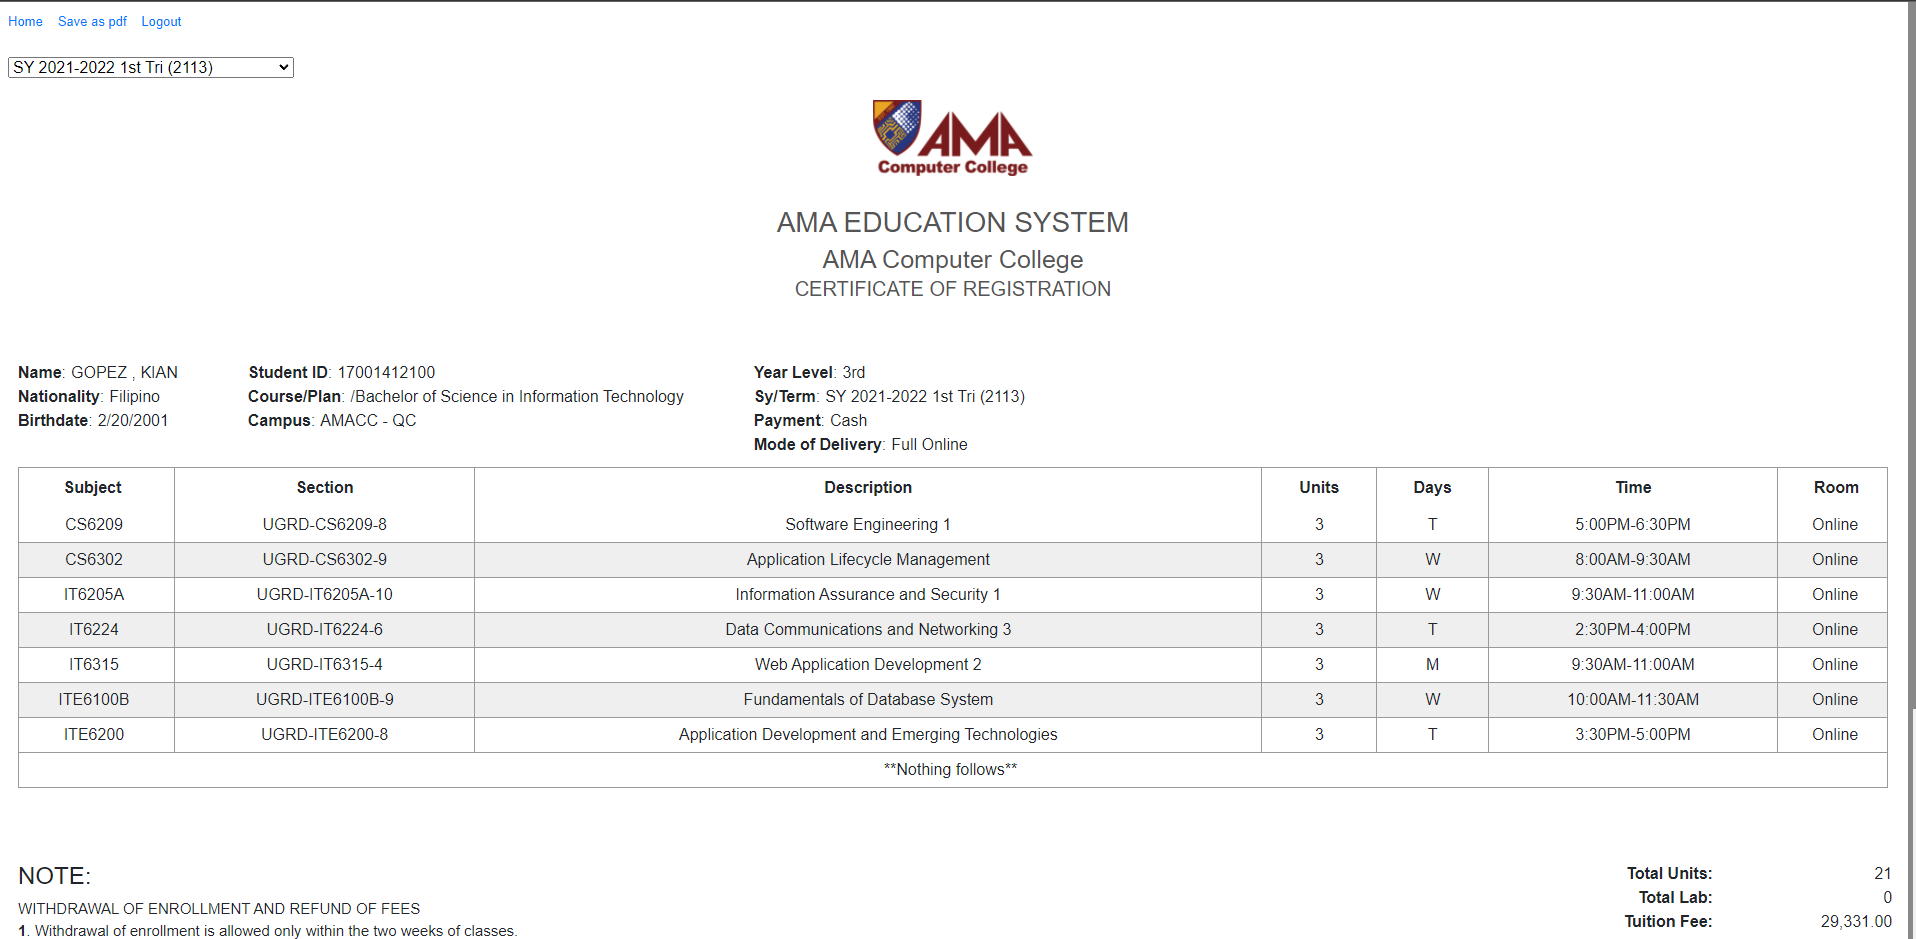 Home Save as pdf Logout
SY 2021-2022 1st Tri (2113)
AMA
Computer College
AMA EDUCATION SYSTEM
AMA Computer College
CERTIFICATE OF REGISTRATION
Name: GOPEZ , KIAN Student ID: 17001412100 Year Level: 3rd
Nationality: Filipino Course/Plan: /Bachelor of Science in Information Technology Sy/Term: SY 2021-2022 1st Tri (2113)
Birthdate: 2/20/2001 Campus: AMACC - QC Payment: Cash
Mode of Delivery: Full Online
Subject Section Description Units Days Time Room
CS6209 UGRD-CS6209-8 Software Engineering 1 3 T 5:00PM-6:30PM Online
CS6302 UGRD-CS6302-9 Application Lifecycle Management 3 W 8:00AM-9:30AM Online
IT6205A UGRD-IT6205A-10 Information Assurance and Security 1 3 W 9:30AM-11:00AM Online
IT6224 UGRD-IT6224-6 Data Communications and Networking 3 3 T 2:30PM-4:00PM Online
IT6315 UGRD-IT6315-4 Web Application Development 2 3 M 9:30AM-11:00AM Online
ITE6100B UGRD-ITE6100B-9 Fundamentals of Database System 3 W 10:00AM-11:30AM Online
ITE6200 UGRD-ITE6200-8 Application Development and Emerging Technologies 3 T 3:30PM-5:00PM Online
**Nothing follows**
NOTE:
WITHDRAWAL OF ENROLLMENT AND REFUND OF FEES
1. Withdrawal of enrollment is allowed only within the two weeks of classes.
Total Units: 21
Total Lab: 0
Tuition Fee: 29,331.00